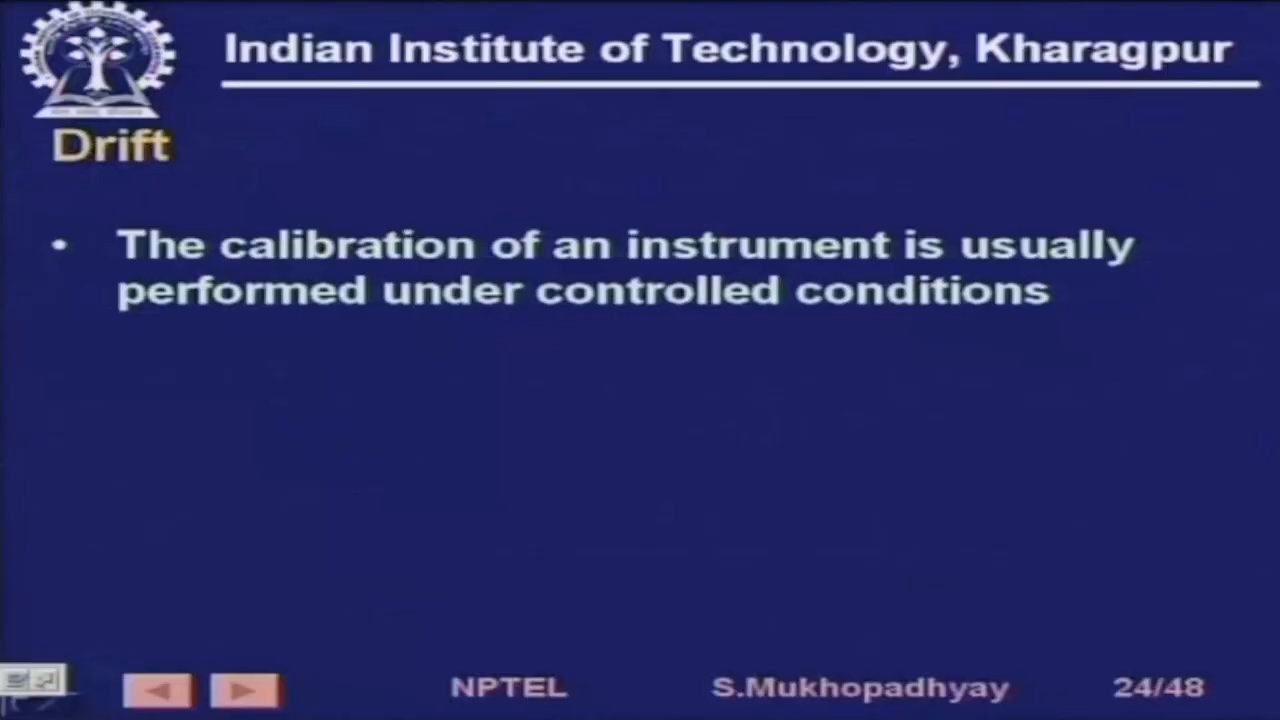 Indian Institute of Technology, Kharagpur
Drift
• The calibration of an instrument is usually
performed under controlled conditions
NPTEL S.Mukhopadhyay 24/48